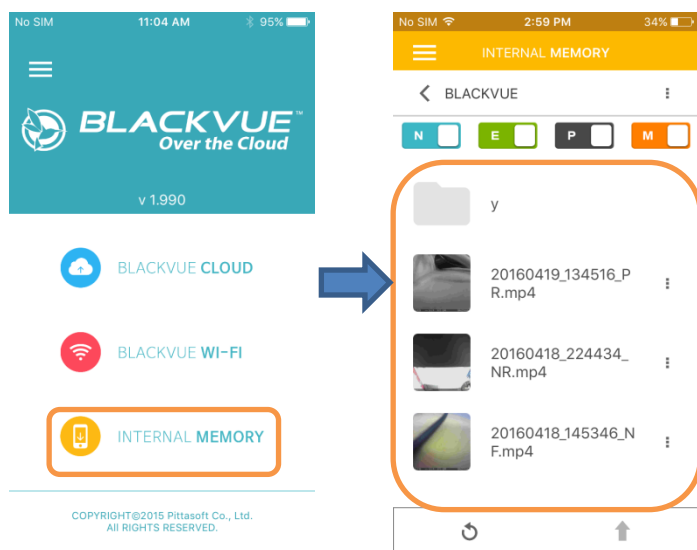 No SIM 11:04 AM 95%
BLACKVUE™
Over the Cloud
v 1.990
BLACKVUE CLOUD
BLACKVUE WI-FI
INTERNAL MEMORY
COPYRIGHT©2015 Pittasoft Co., Ltd.
All RIGHTS RESERVED.
No SIM 2:59 PM 34%
INTERNAL MEMORY
BLACKVUE
N E P M
y
20160419_134516_P
R.mp4
20160418_224434_
NR.mp4
20160418_145346_N
F.mp4